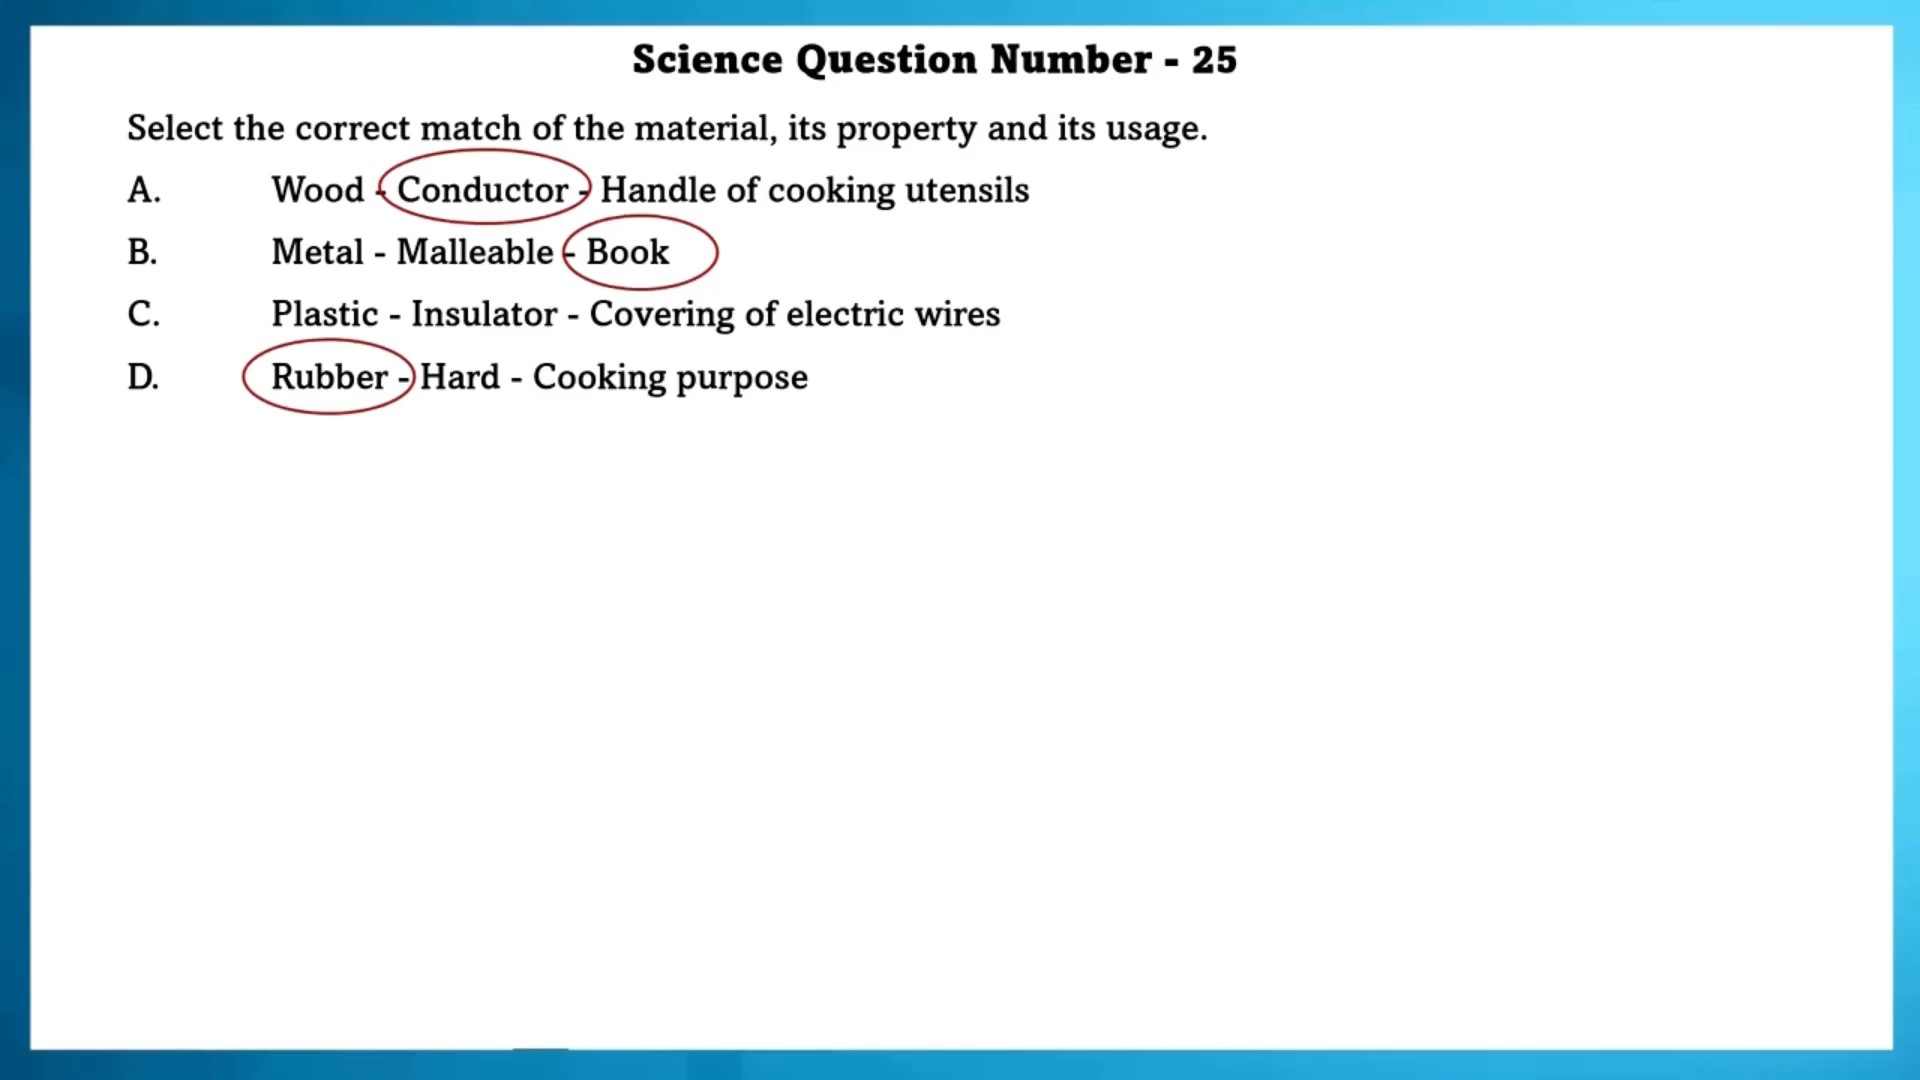 Science Question Number - 25
Select the correct match of the material, its property and its usage.
A. Wood - Conductor - Handle of cooking utensils
B. Metal - Malleable - Book
C. Plastic - Insulator - Covering of electric wires
D. Rubber - Hard - Cooking purpose